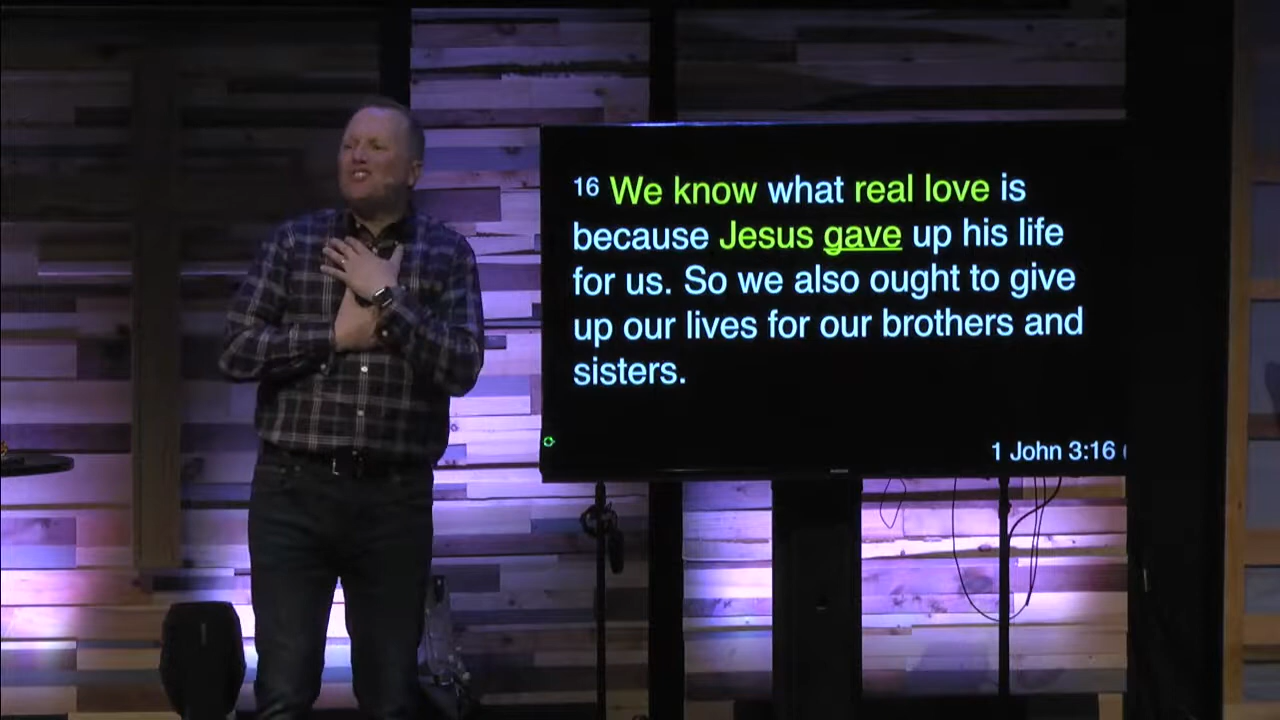 16 We know what real love is
because Jesus gave up his life
for us. So we also ought to give
up our lives for our brothers and
sisters.
1 John 3:16 (